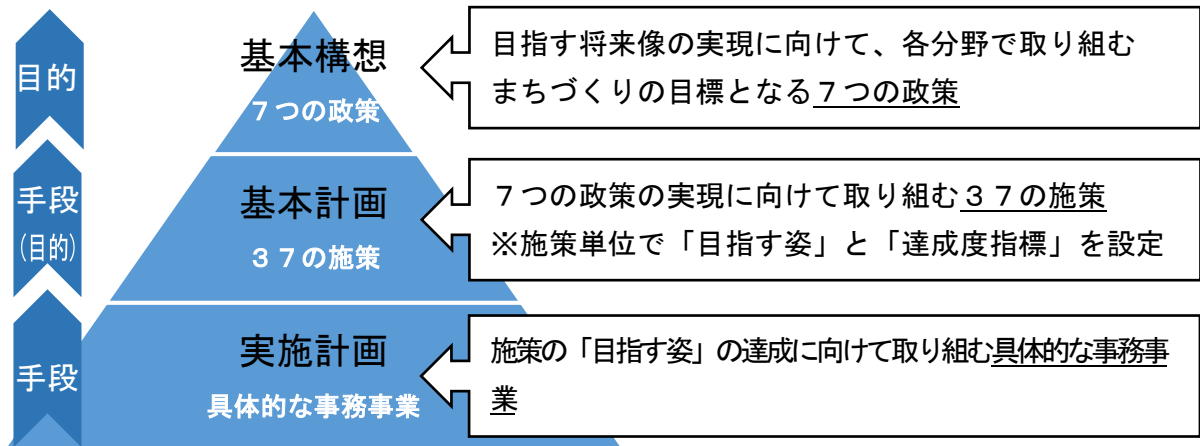 目的
基本構想
７つの政策
目指す将来像の実現に向けて、各分野で取り組む
まちづくりの目標となる７つの政策
手段
(目的)
基本計画
３７の施策
７つの政策の実現に向けて取り組む３７の施策
※施策単位で「目指す姿」と「達成度指標」を設定
手段
実施計画
具体的な事務事業
施策の「目指す姿」の達成に向けて取り組む具体的な事務事
業